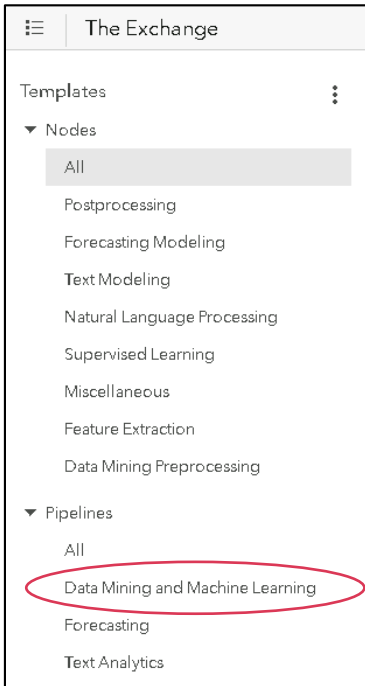 The Exchange
Templates
Nodes
All
Postprocessing
Forecasting Modeling
Text Modeling
Natural Language Processing
Supervised Learning
Miscellaneous
Feature Extraction
Data Mining Preprocessing
Pipelines
All
Data Mining and Machine Learning
Forecasting
Text Analytics